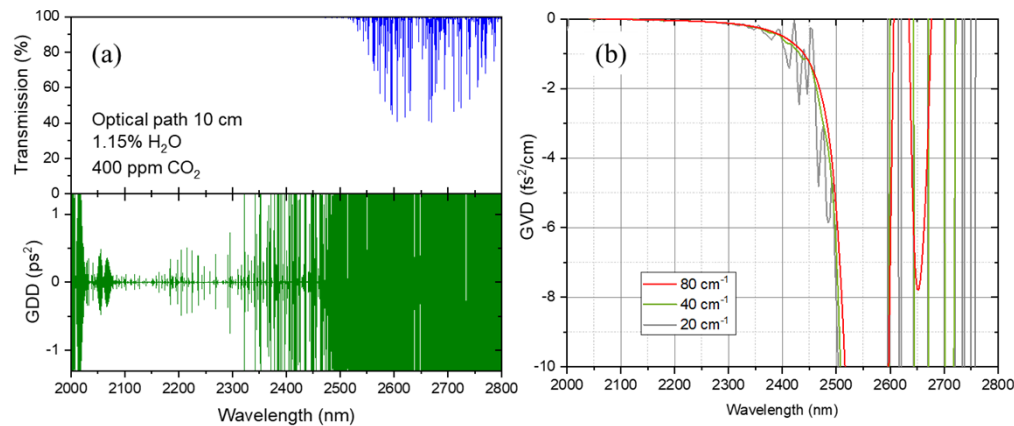 (a)
Transmission (%)
100
80
60
40
20
0
Optical path 10 cm
1.15% H₂O
400 ppm CO₂
GDD (ps²)
1
0
-1
2000 2100 2200 2300 2400 2500 2600 2700 2800
Wavelength (nm)
(b)
GVD (fs²/cm)
0
-2
-4
-6
-8
-10
80 cm⁻¹
40 cm⁻¹
20 cm⁻¹
2000 2100 2200 2300 2400 2500 2600 2700 2800
Wavelength (nm)